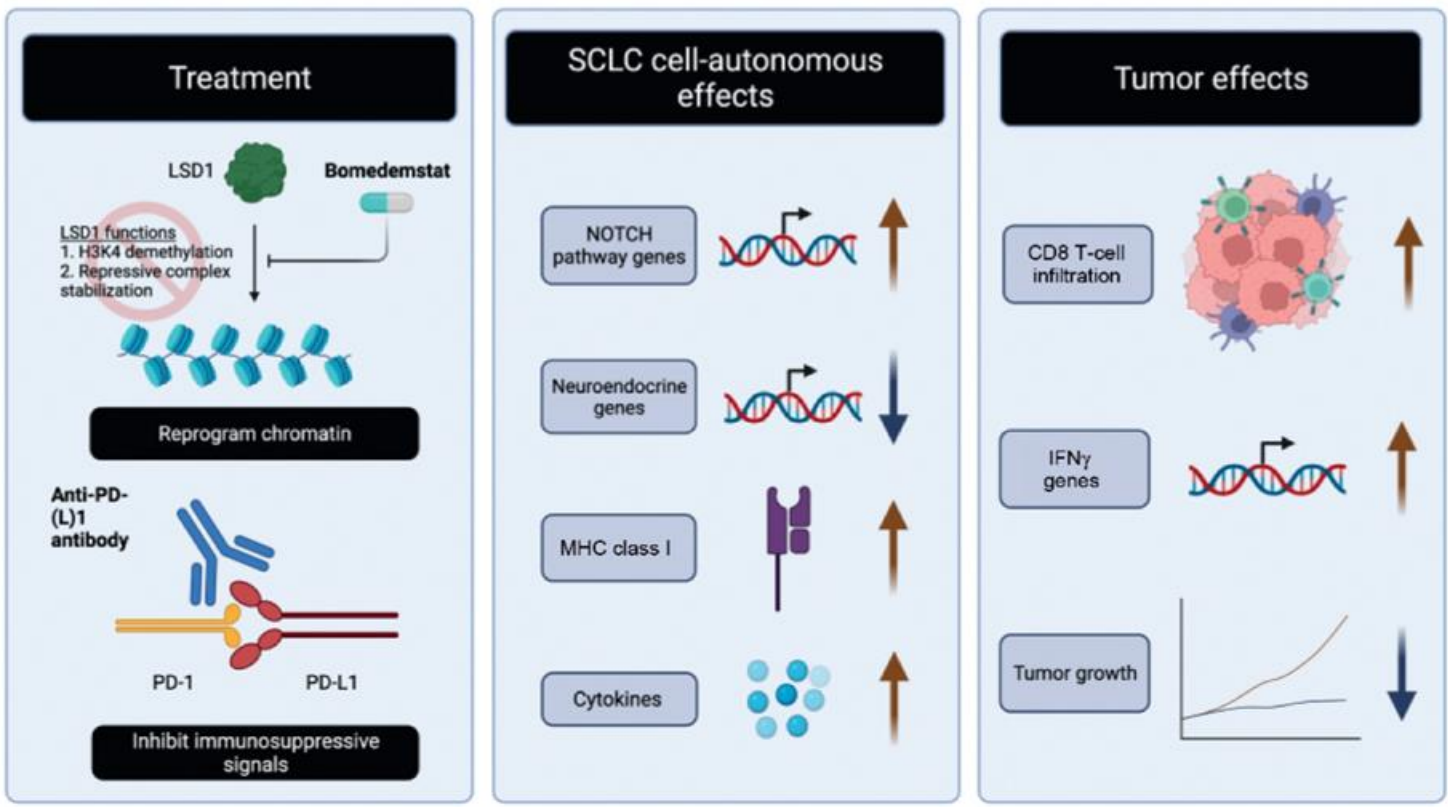 Treatment
LSD1
Bomedemstat
LSD1 functions
1. H3K4 demethylation
2. Repressive complex
stabilization
Reprogram chromatin
Anti-PD-
(L)1
antibody
PD-1
PD-L1
Inhibit immunosuppressive
signals
SCLC cell-autonomous
effects
NOTCH
pathway genes
Neuroendocrine
genes
MHC class I
Cytokines
Tumor effects
CD8 T-cell
infiltration
IFNγ
genes
Tumor growth